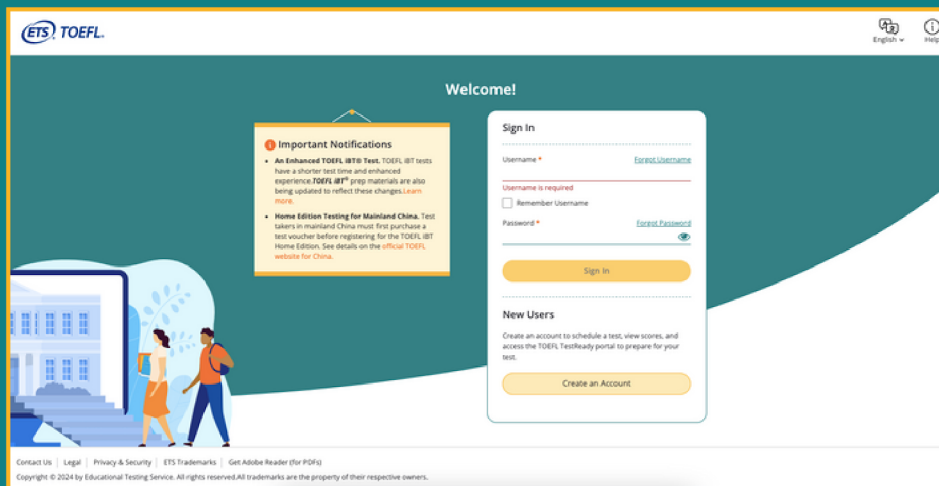 ETS TOEFL
English
Help
Welcome!
Important Notifications
An Enhanced TOEFL iBT® Test. TOEFL iBT tests
have a shorter test time and enhanced
experience.TOEFL iBT® prep materials are also
being updated to reflect these changes.Learn
more.
Home Edition Testing for Mainland China. Test
takers in mainland China must first purchase a
test voucher before registering for the TOEFL iBT
Home Edition. See details on the official TOEFL
website for China.
Sign In
Username * Forgot Username
Username is required
Remember Username
Password * Forgot Password
Sign In
New Users
Create an account to schedule a test, view scores, and
access the TOEFL TestReady portal to prepare for your
test.
Create an Account
Contact Us | Legal | Privacy & Security | ETS Trademarks | Get Adobe Reader (for PDFs)
Copyright © 2024 by Educational Testing Service. All rights reserved.All trademarks are the property of their respective owners.